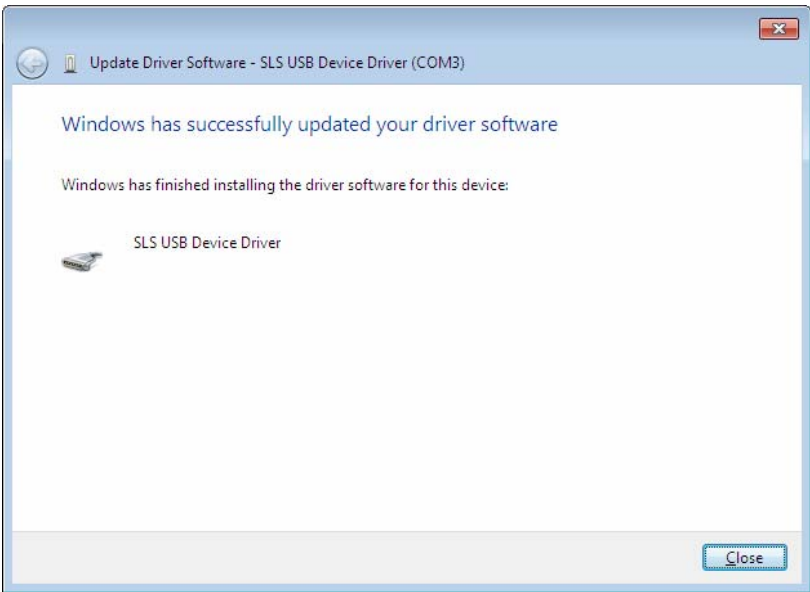 Update Driver Software - SLS USB Device Driver (COM3)
Windows has successfully updated your driver software
Windows has finished installing the driver software for this device:
SLS USB Device Driver
Close